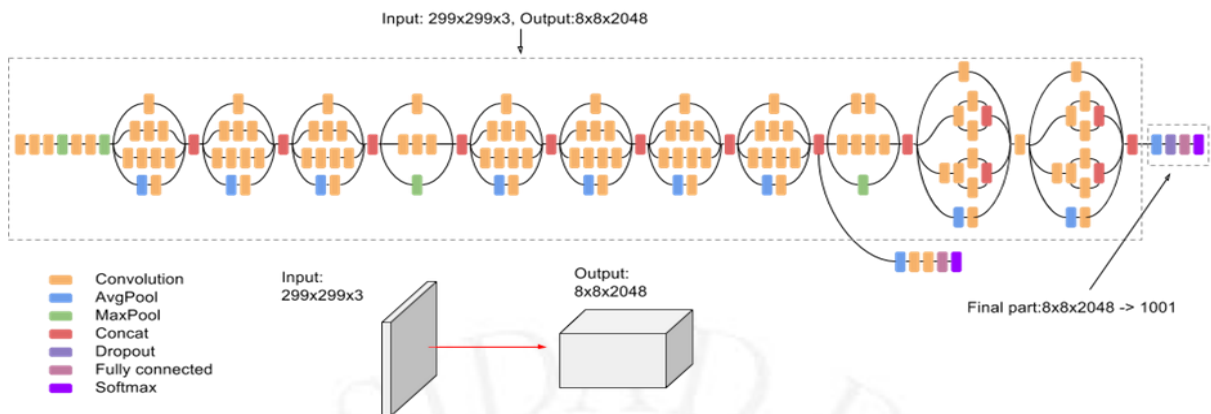 Input: 299x299x3, Output:8x8x2048
Convolution
AvgPool
MaxPool
Concat
Dropout
Fully connected
Softmax
Input:
299x299x3
Output:
8x8x2048
Final part:8x8x2048 -> 1001